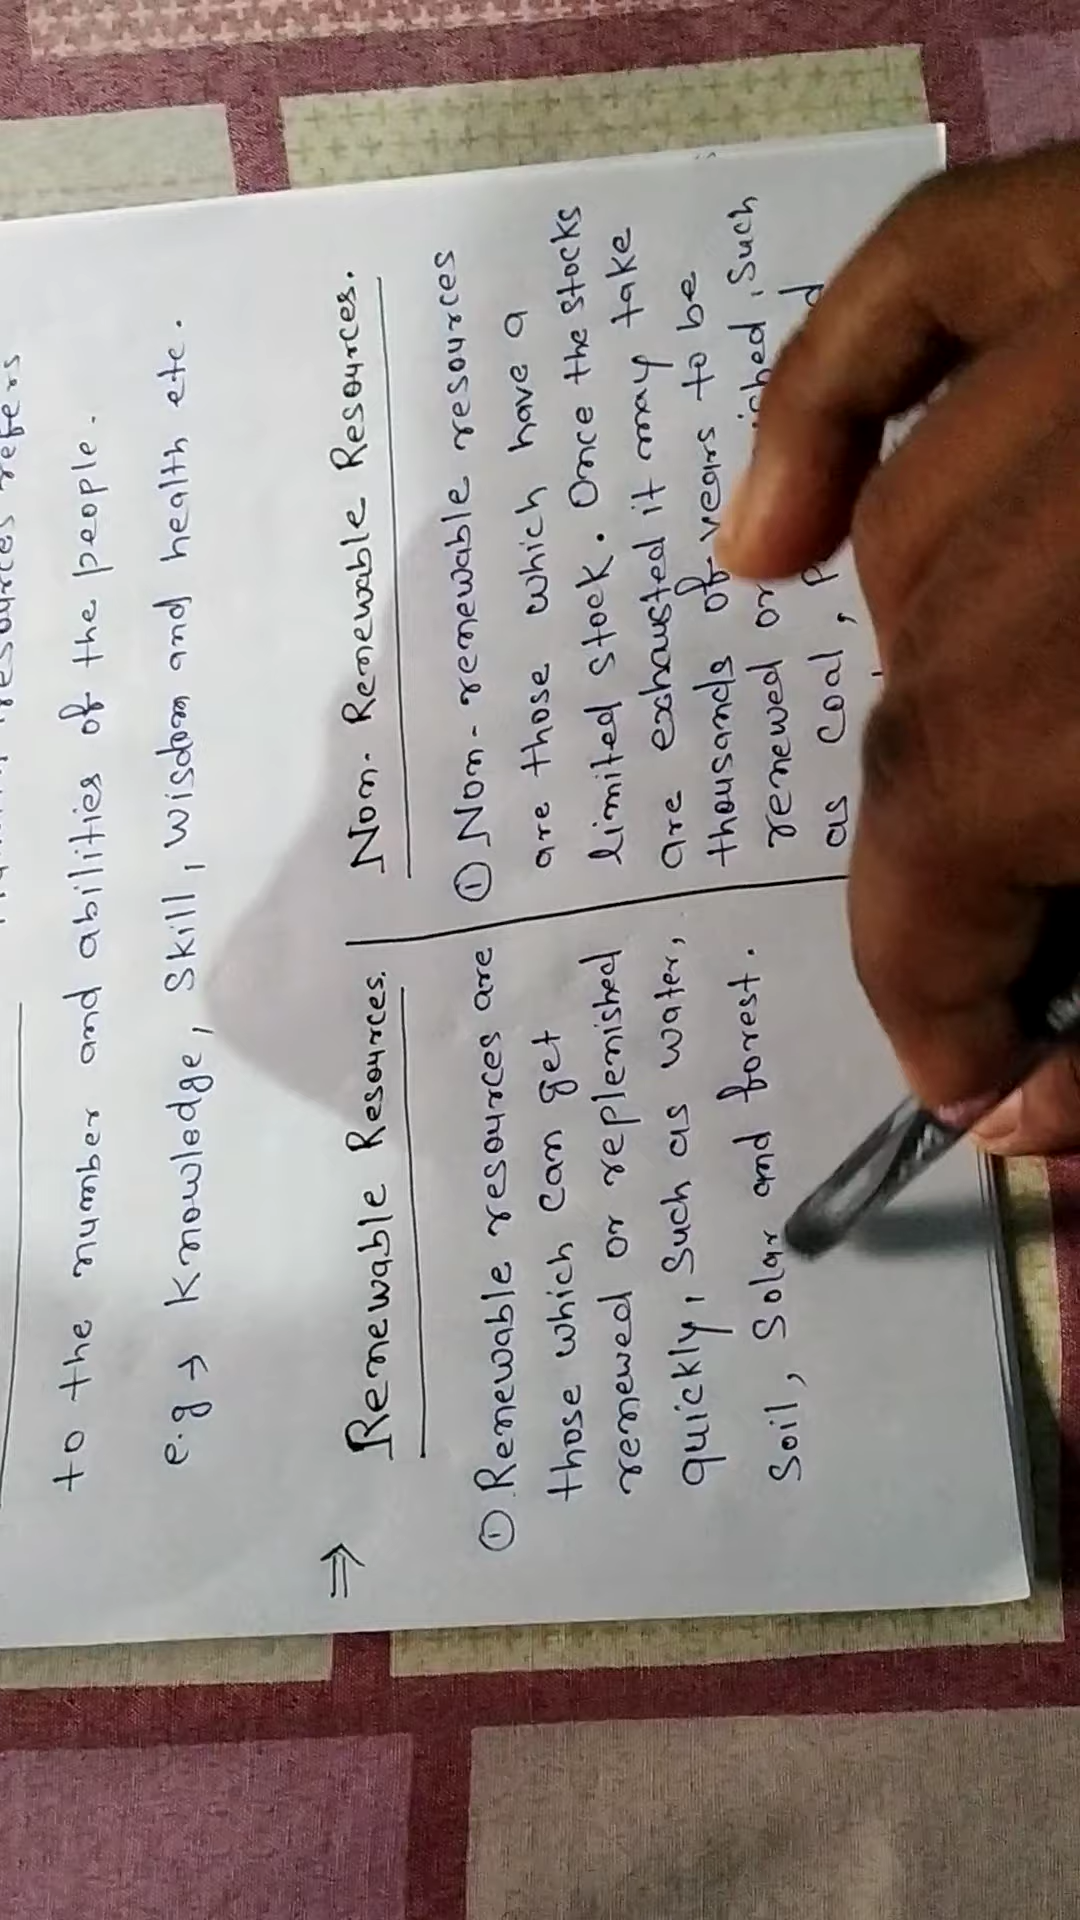 resources refers
to the number and abilities of the people.
e.g → Knowledge, Skill, Wisdom and health etc.
⇒ Renewable Resources.
① Renewable resources are
those which can get
renewed or replenished
quickly, Such as water,
Soil, Solar and forest.
Non-Renewable Resources.
① Non-renewable resources
are those which have a
limited Stock. Once the Stocks
are exhausted it may take
thousands of years to be
renewed or Such
as Coal,